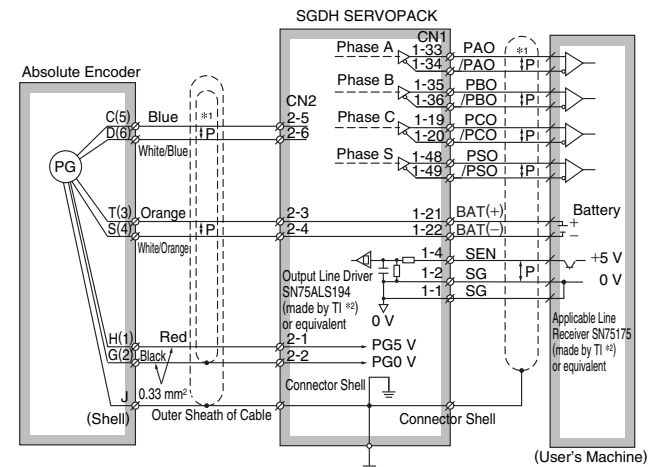 SGDH SERVOPACK
Absolute Encoder
PG
C(5) Blue
D(6)
White/Blue
*1
P
T(3) Orange
S(4)
White/Orange
P
H(1) Red
G(2) Black
0.33 mm²
J
(Shell)
Outer Sheath of Cable
CN2
2-5
2-6
2-3
2-4
2-1
2-2
PG5 V
PG0 V
Connector Shell
CN1
Phase A
1-33 PAO
1-34 /PAO
*1
P
Phase B
1-35 PBO
1-36 /PBO
P
Phase C
1-19 PCO
1-20 /PCO
P
Phase S
1-48 PSO
1-49 /PSO
P
1-21 BAT(+)
1-22 BAT(−)
Battery
+
−
1-4 SEN
1-2 SG
1-1 SG
P
+5 V
0 V
Output Line Driver
SN75ALS194
(made by TI *2)
or equivalent
0 V
Applicable Line
Receiver SN75175
(made by TI *2)
or equivalent
Connector Shell
(User's Machine)